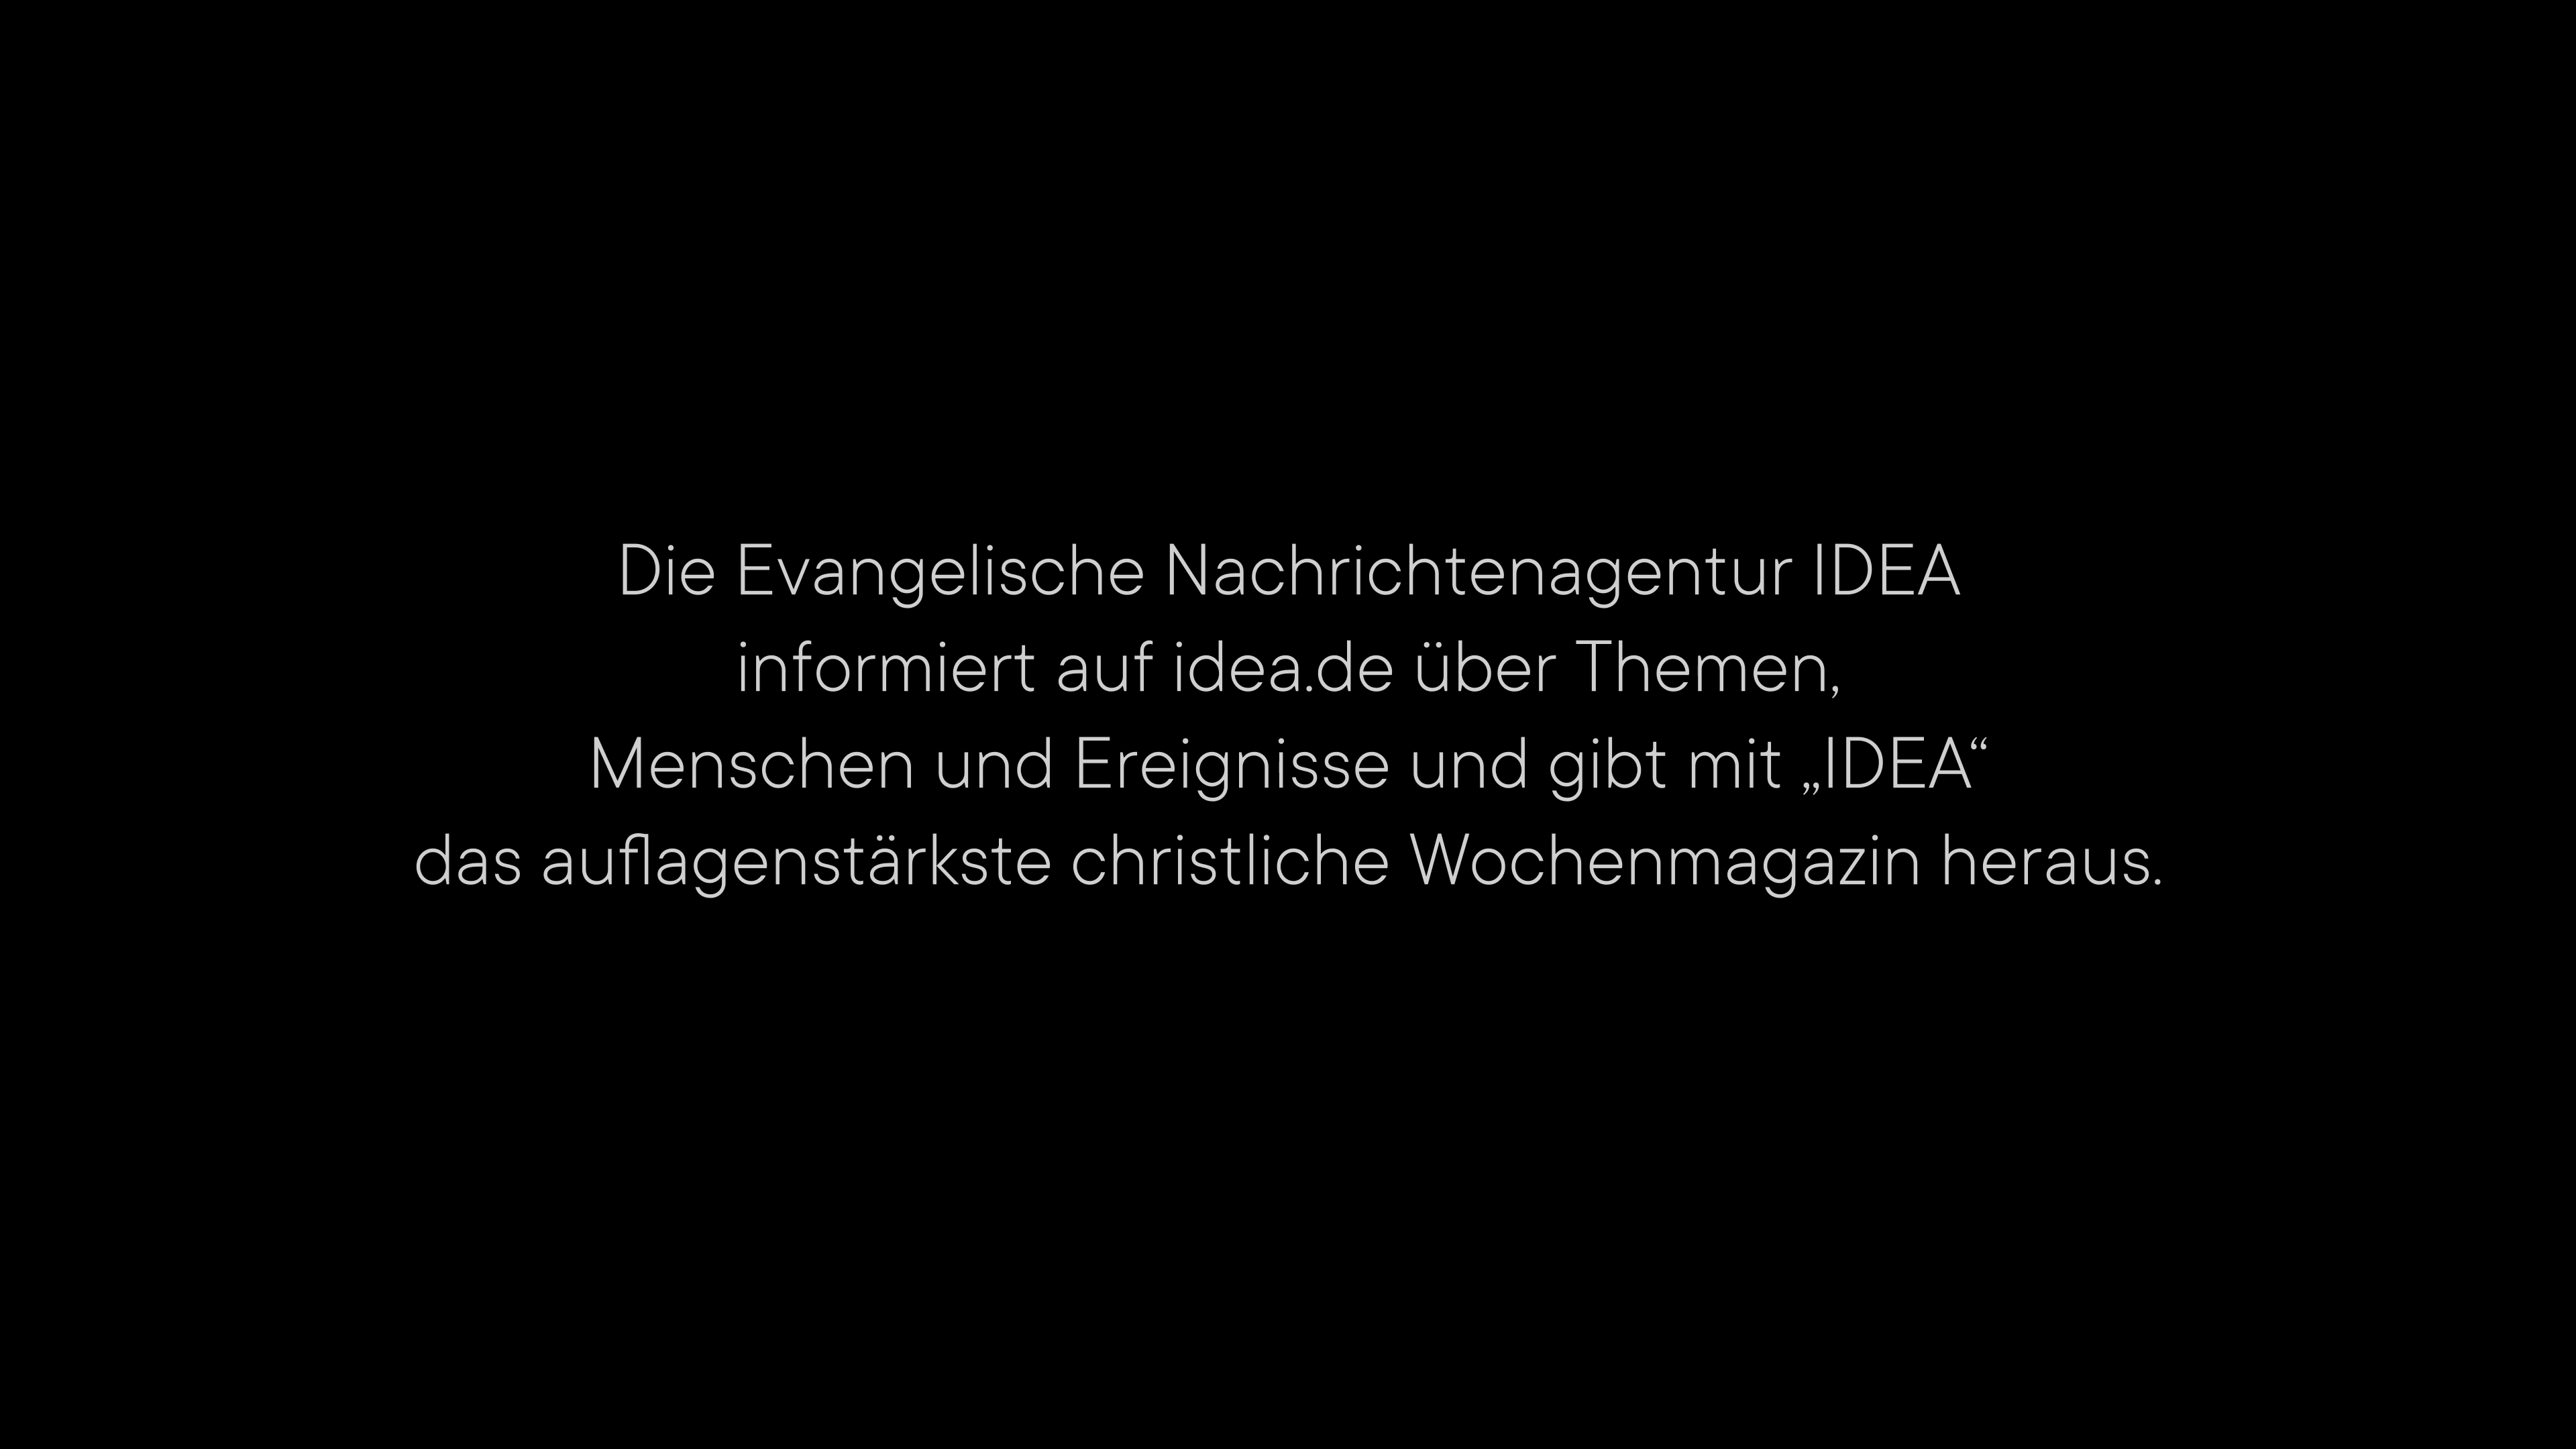 Die Evangelische Nachrichtenagentur IDEA
informiert auf idea.de über Themen,
Menschen und Ereignisse und gibt mit „IDEA“
das auflagenstärkste christliche Wochenmagazin heraus.